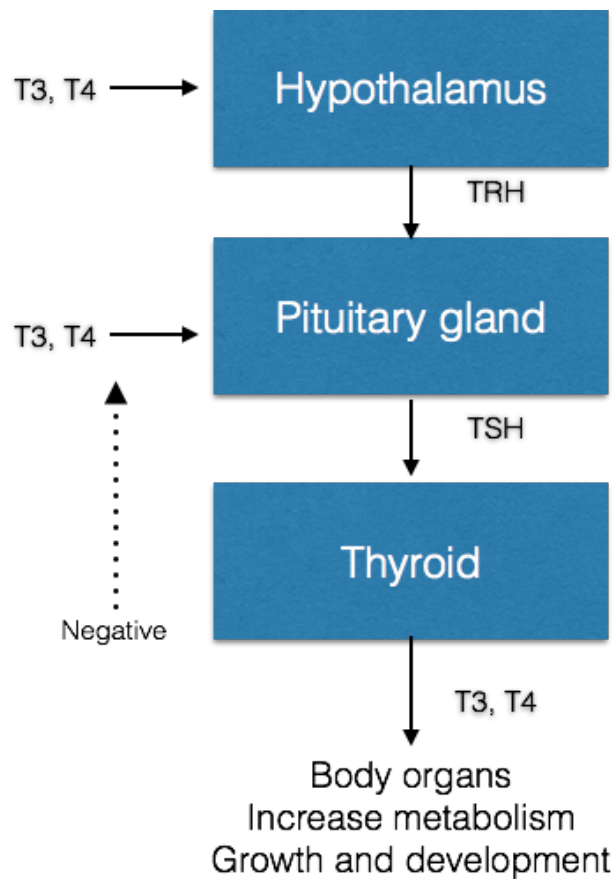 T3, T4
Hypothalamus
TRH
T3, T4
Pituitary gland
TSH
Thyroid
Negative
T3, T4
Body organs
Increase metabolism
Growth and development